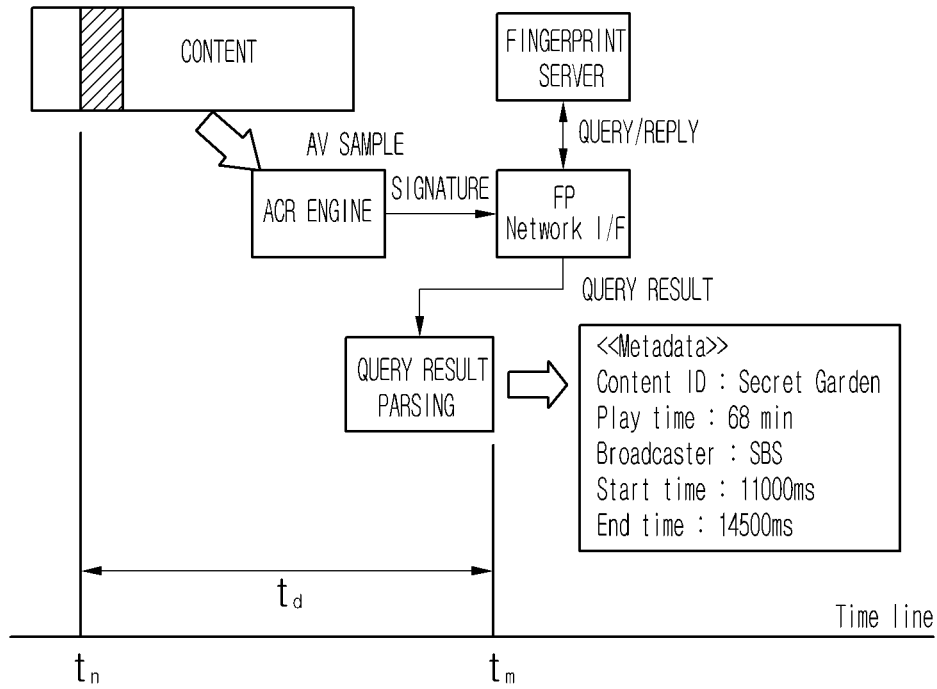 CONTENT
FINGERPRINT
SERVER
QUERY/REPLY
AV SAMPLE
SIGNATURE
ACR ENGINE
FP
Network I/F
QUERY RESULT
QUERY RESULT
PARSING
<<Metadata>>
Content ID : Secret Garden
Play time : 68 min
Broadcaster : SBS
Start time : 11000ms
End time : 14500ms
td
Time line
tn
tm